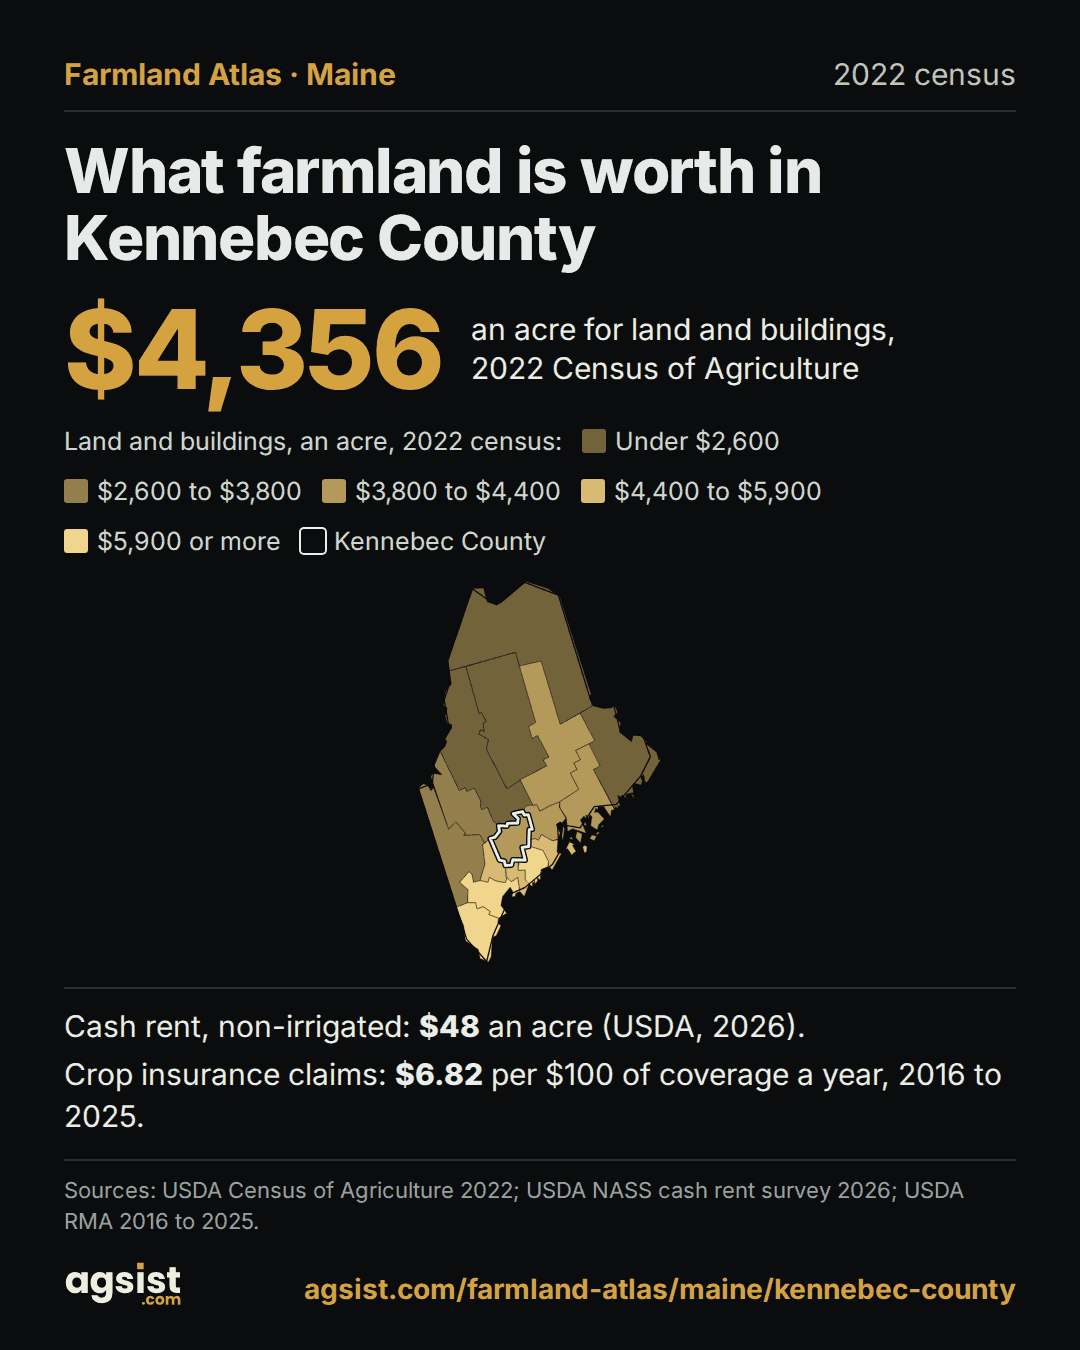 Farmland Atlas · Maine
2022 census
What farmland is worth in
Kennebec County
$4,356
an acre for land and buildings,
2022 Census of Agriculture
Land and buildings, an acre, 2022 census: Under $2,600
$2,600 to $3,800 $3,800 to $4,400 $4,400 to $5,900
$5,900 or more Kennebec County
Cash rent, non-irrigated: $48 an acre (USDA, 2026).
Crop insurance claims: $6.82 per $100 of coverage a year, 2016 to
2025.
Sources: USDA Census of Agriculture 2022; USDA NASS cash rent survey 2026; USDA
RMA 2016 to 2025.
agsist
.com
agsist.com/farmland-atlas/maine/kennebec-county